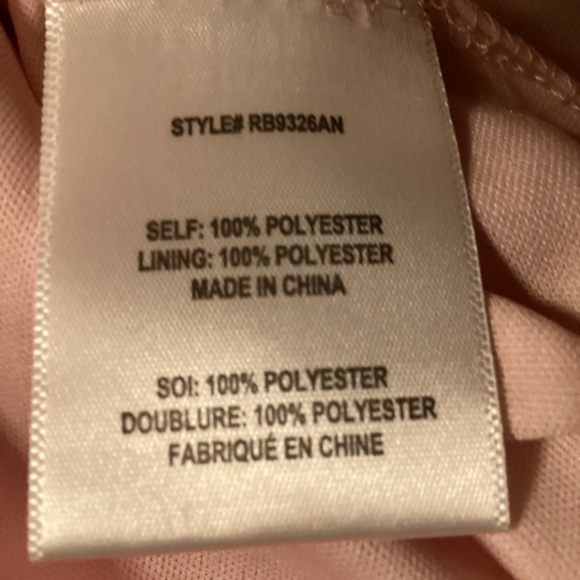 STYLE# RB9326AN
SELF: 100% POLYESTER
LINING: 100% POLYESTER
MADE IN CHINA
SOI: 100% POLYESTER
DOUBLURE: 100% POLYESTER
FABRIQUÉ EN CHINE